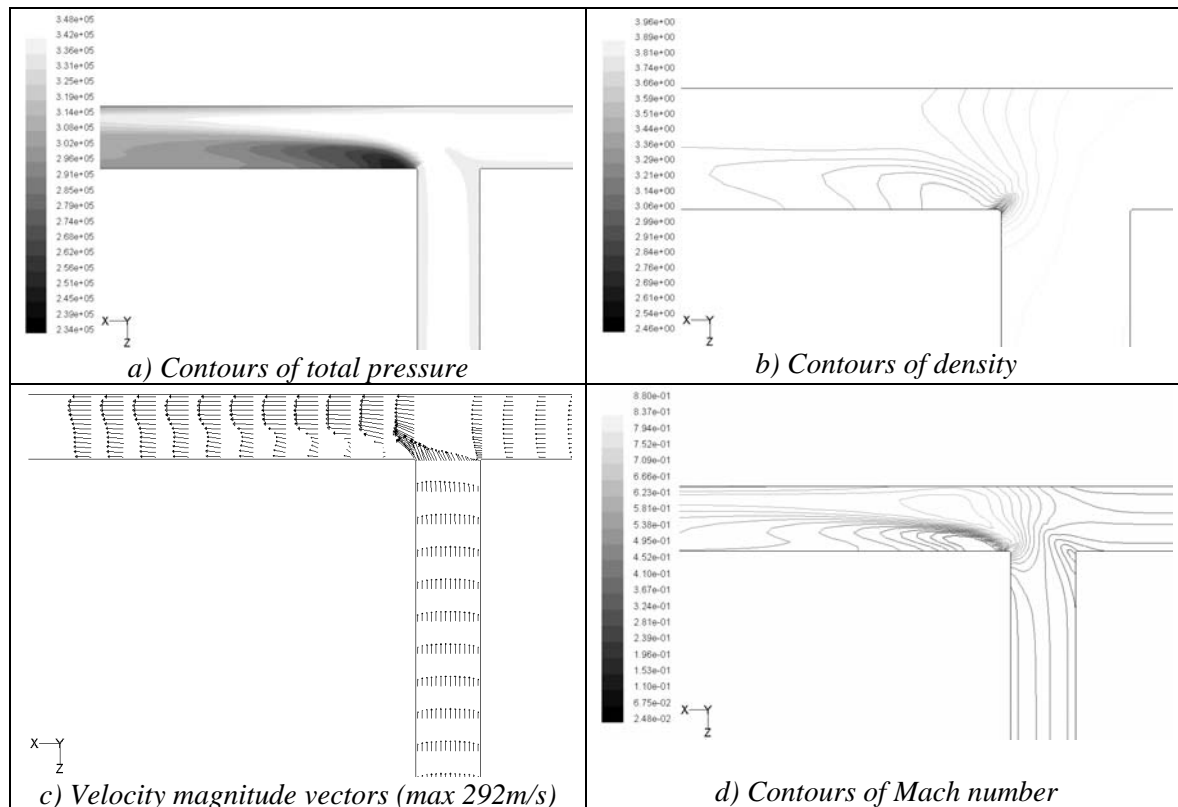 3.48e+05
3.42e+05
3.36e+05
3.31e+05
3.25e+05
3.19e+05
3.14e+05
3.08e+05
3.02e+05
2.96e+05
2.91e+05
2.85e+05
2.79e+05
2.74e+05
2.68e+05
2.62e+05
2.56e+05
2.51e+05
2.45e+05
2.39e+05
2.34e+05
X Y
Z
a) Contours of total pressure
3.96e+00
3.89e+00
3.81e+00
3.74e+00
3.66e+00
3.59e+00
3.51e+00
3.44e+00
3.36e+00
3.29e+00
3.21e+00
3.14e+00
3.06e+00
2.99e+00
2.91e+00
2.84e+00
2.76e+00
2.69e+00
2.61e+00
2.54e+00
2.46e+00
X Y
Z
b) Contours of density
X Y
Z
c) Velocity magnitude vectors (max 292m/s)
8.80e-01
8.37e-01
7.94e-01
7.52e-01
7.09e-01
6.66e-01
6.23e-01
5.81e-01
5.38e-01
4.95e-01
4.52e-01
4.10e-01
3.67e-01
3.24e-01
2.81e-01
2.39e-01
1.96e-01
1.53e-01
1.10e-01
6.75e-02
2.48e-02
X Y
Z
d) Contours of Mach number